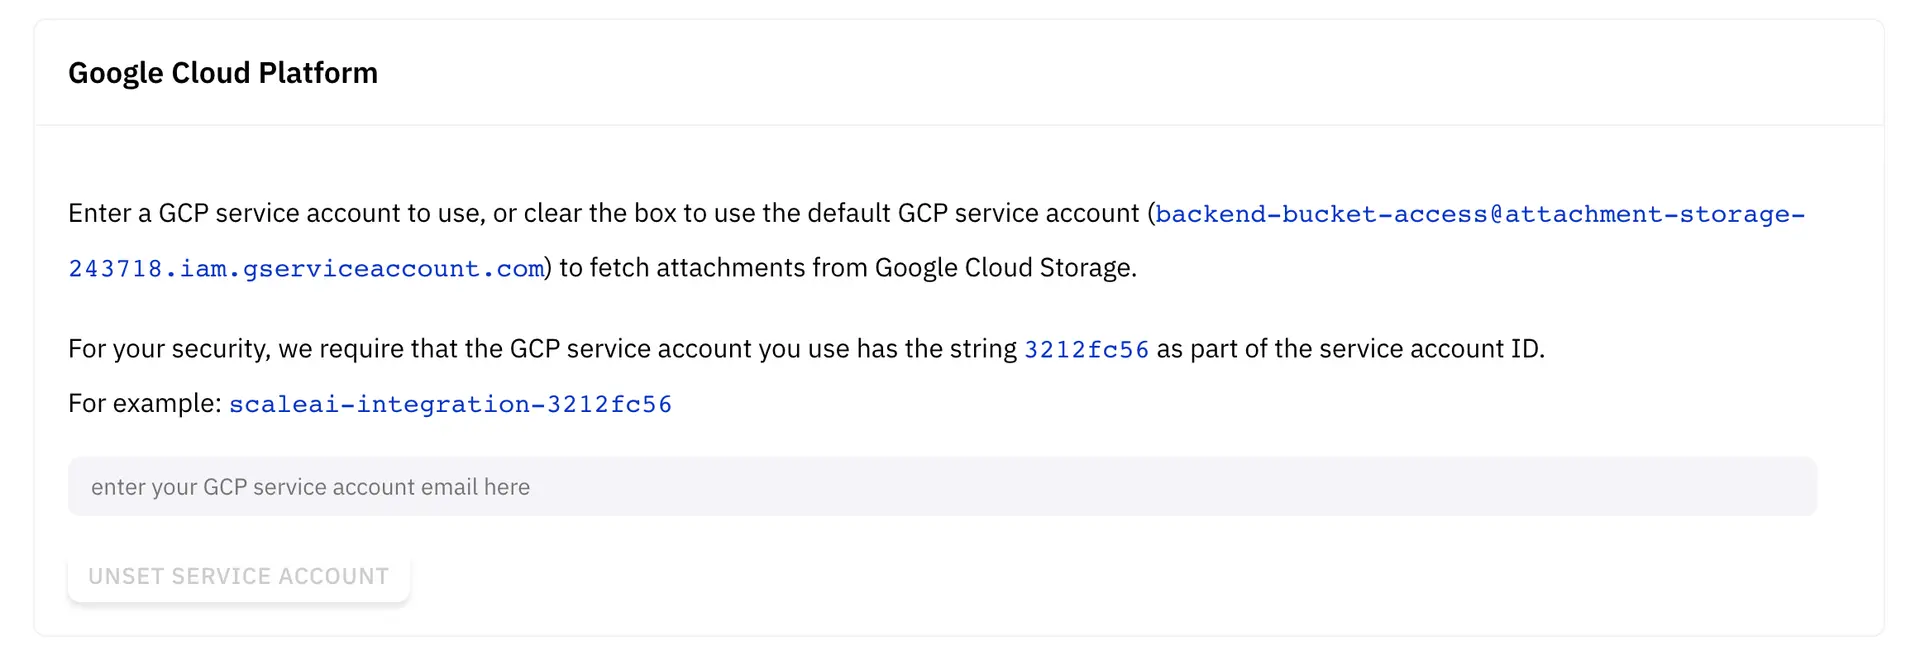 Google Cloud Platform
Enter a GCP service account to use, or clear the box to use the default GCP service account (backend-bucket-access@attachment-storage-
243718.iam.gserviceaccount.com) to fetch attachments from Google Cloud Storage.
For your security, we require that the GCP service account you use has the string 3212fc56 as part of the service account ID.
For example: scaleai-integration-3212fc56
enter your GCP service account email here
UNSET SERVICE ACCOUNT